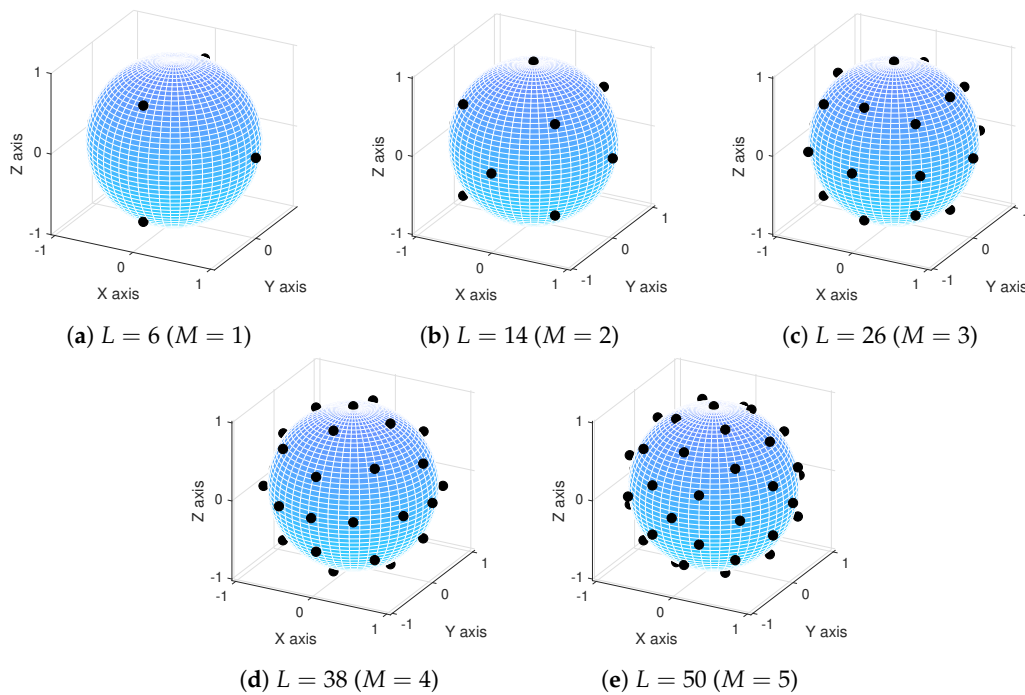 1
0
-1
Z axis
-1
0
1
X axis
0
Y axis
(a) L = 6 (M = 1)
1
0
-1
Z axis
-1
0
1
X axis
-1
0
1
Y axis
(b) L = 14 (M = 2)
1
0
-1
Z axis
-1
0
1
X axis
-1
0
1
Y axis
(c) L = 26 (M = 3)
1
0
-1
Z axis
-1
0
1
X axis
-1
0
1
Y axis
(d) L = 38 (M = 4)
1
0
-1
Z axis
-1
0
1
X axis
-1
0
1
Y axis
(e) L = 50 (M = 5)